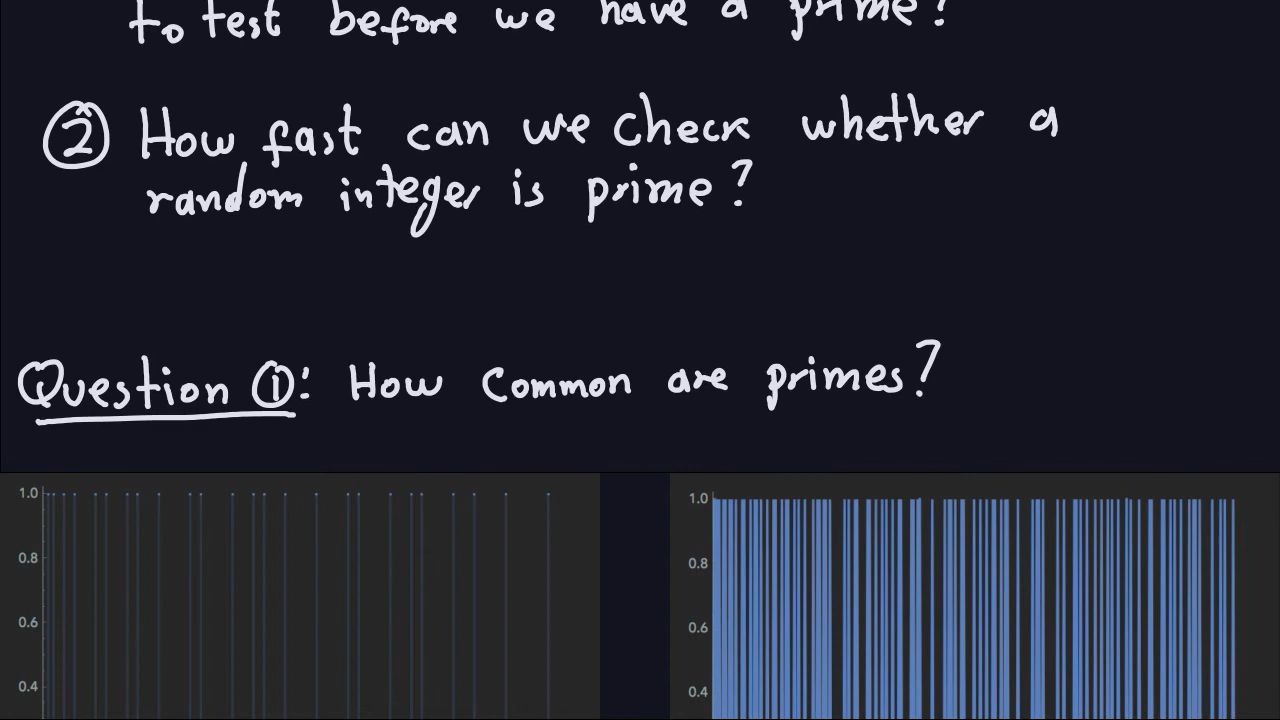 to test before we have a prime?
② How fast can we check whether a
random integer is prime?
Question ①: How common are primes?
1.0
0.8
0.6
0.4
1.0
0.8
0.6
0.4